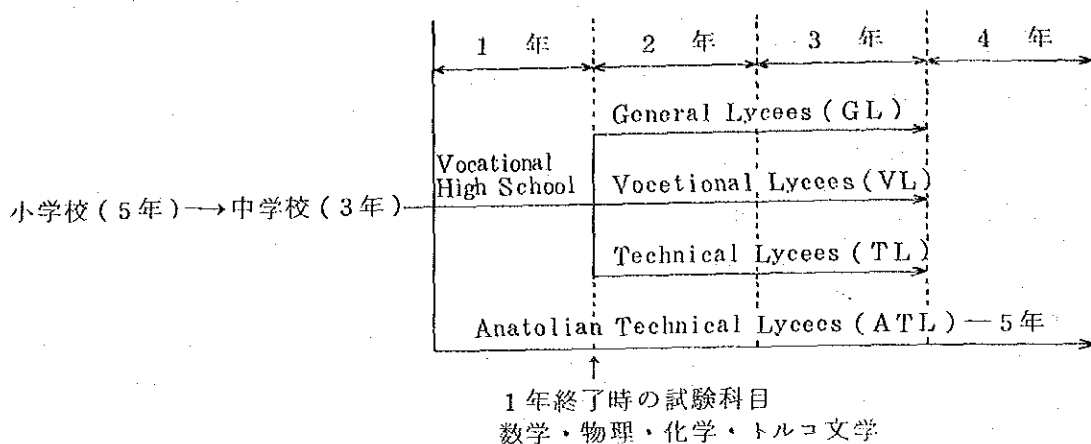 1 年 2 年 3 年 4 年
General Lycees ( GL )
Vocational
High School
Vocetional Lycees ( VL )
小学校 ( 5年 ) → 中学校 ( 3年 )
Technical Lycees ( TL )
Anatolian Technical Lycees ( ATL ) — 5年
↑
1年終了時の試験科目
数学・物理・化学・トルコ文学